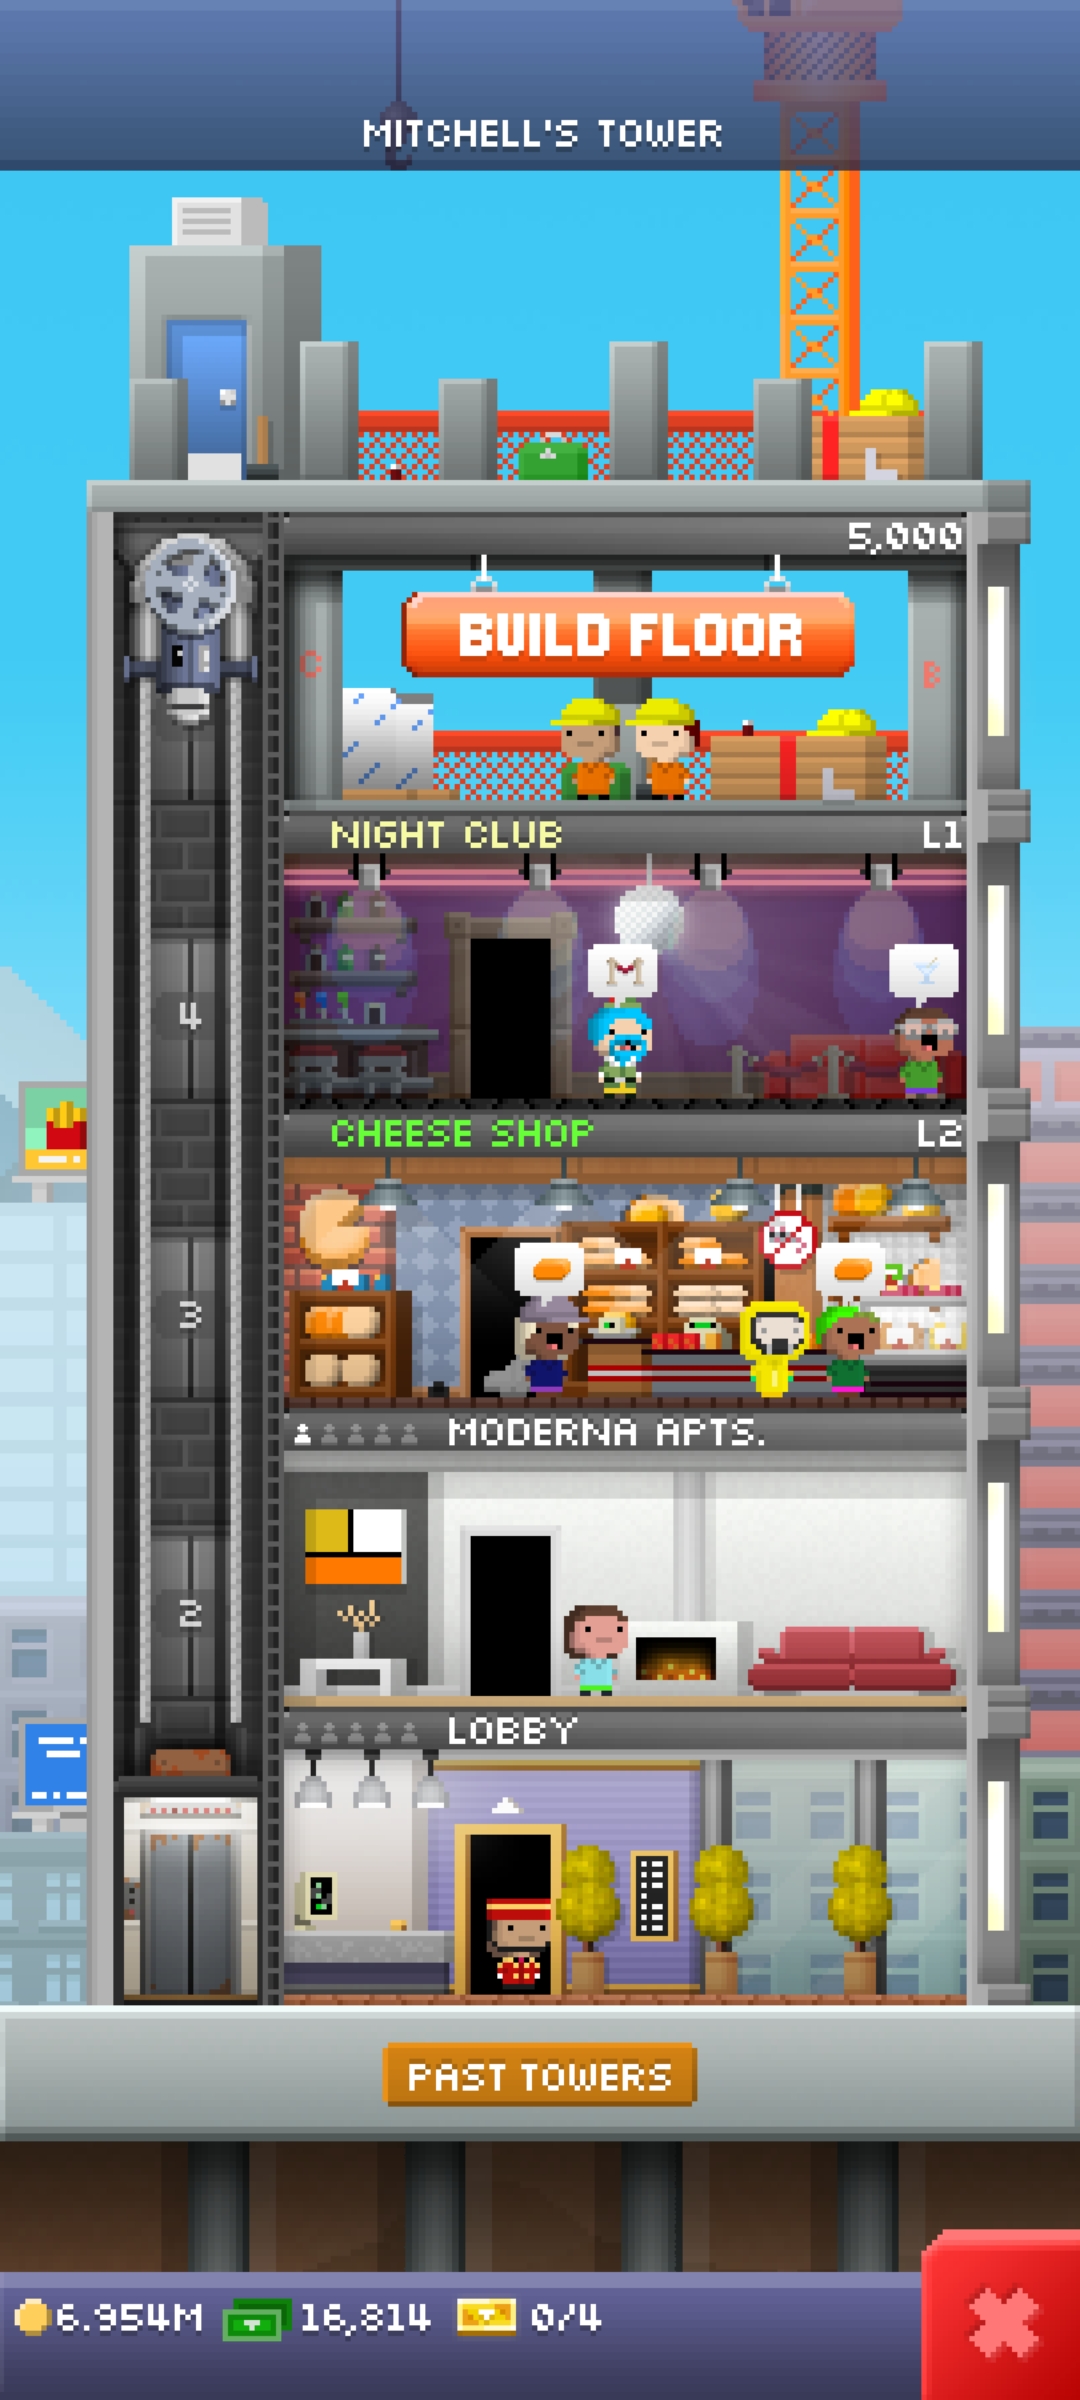 MITCHELL'S TOWER
5,000
BUILD FLOOR
C
B
NIGHT CLUB L1
4
CHEESE SHOP L2
3
MODERNA APTS.
2
LOBBY
PAST TOWERS
6.954M 16,814 0/4